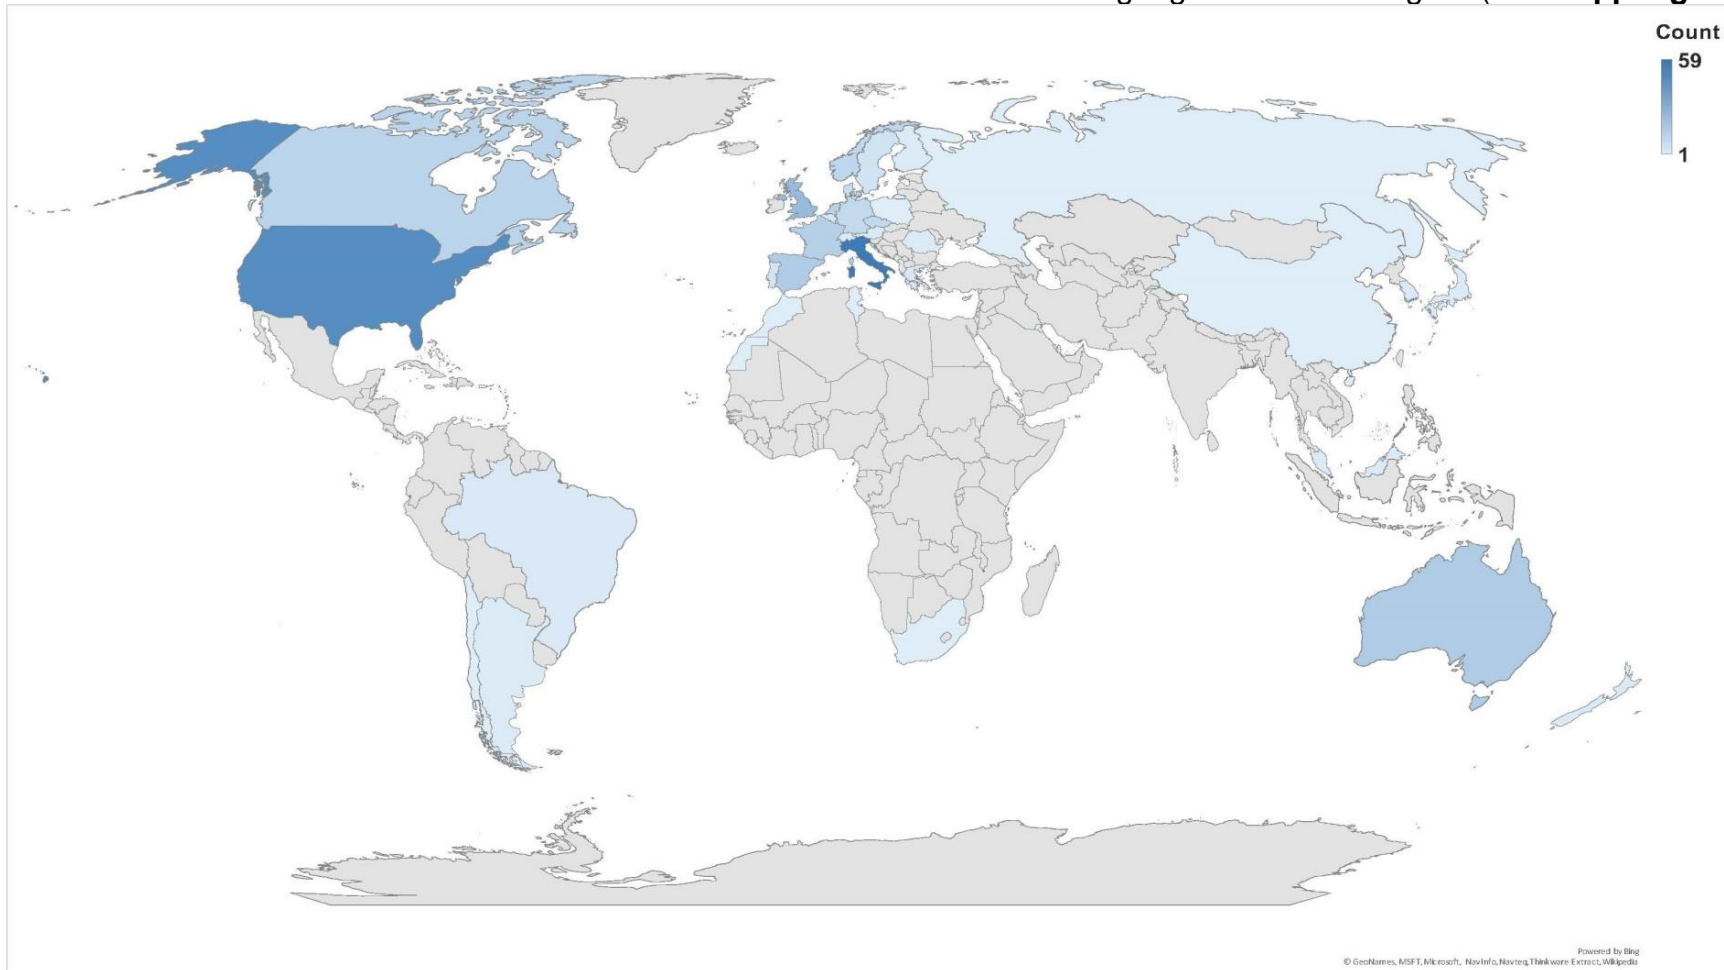 Count
59
1
Powered by Bing
© GeoNames, MSFT, Microsoft, NavInfo, Navteq, Thinkware Extract, Wikipedia